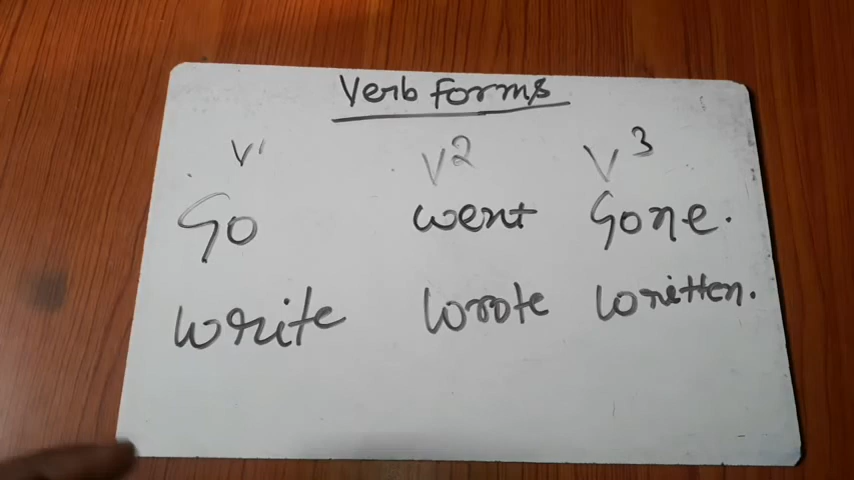 Verb forms
V1 V2 V3
Go went Gone.
write wrote written.